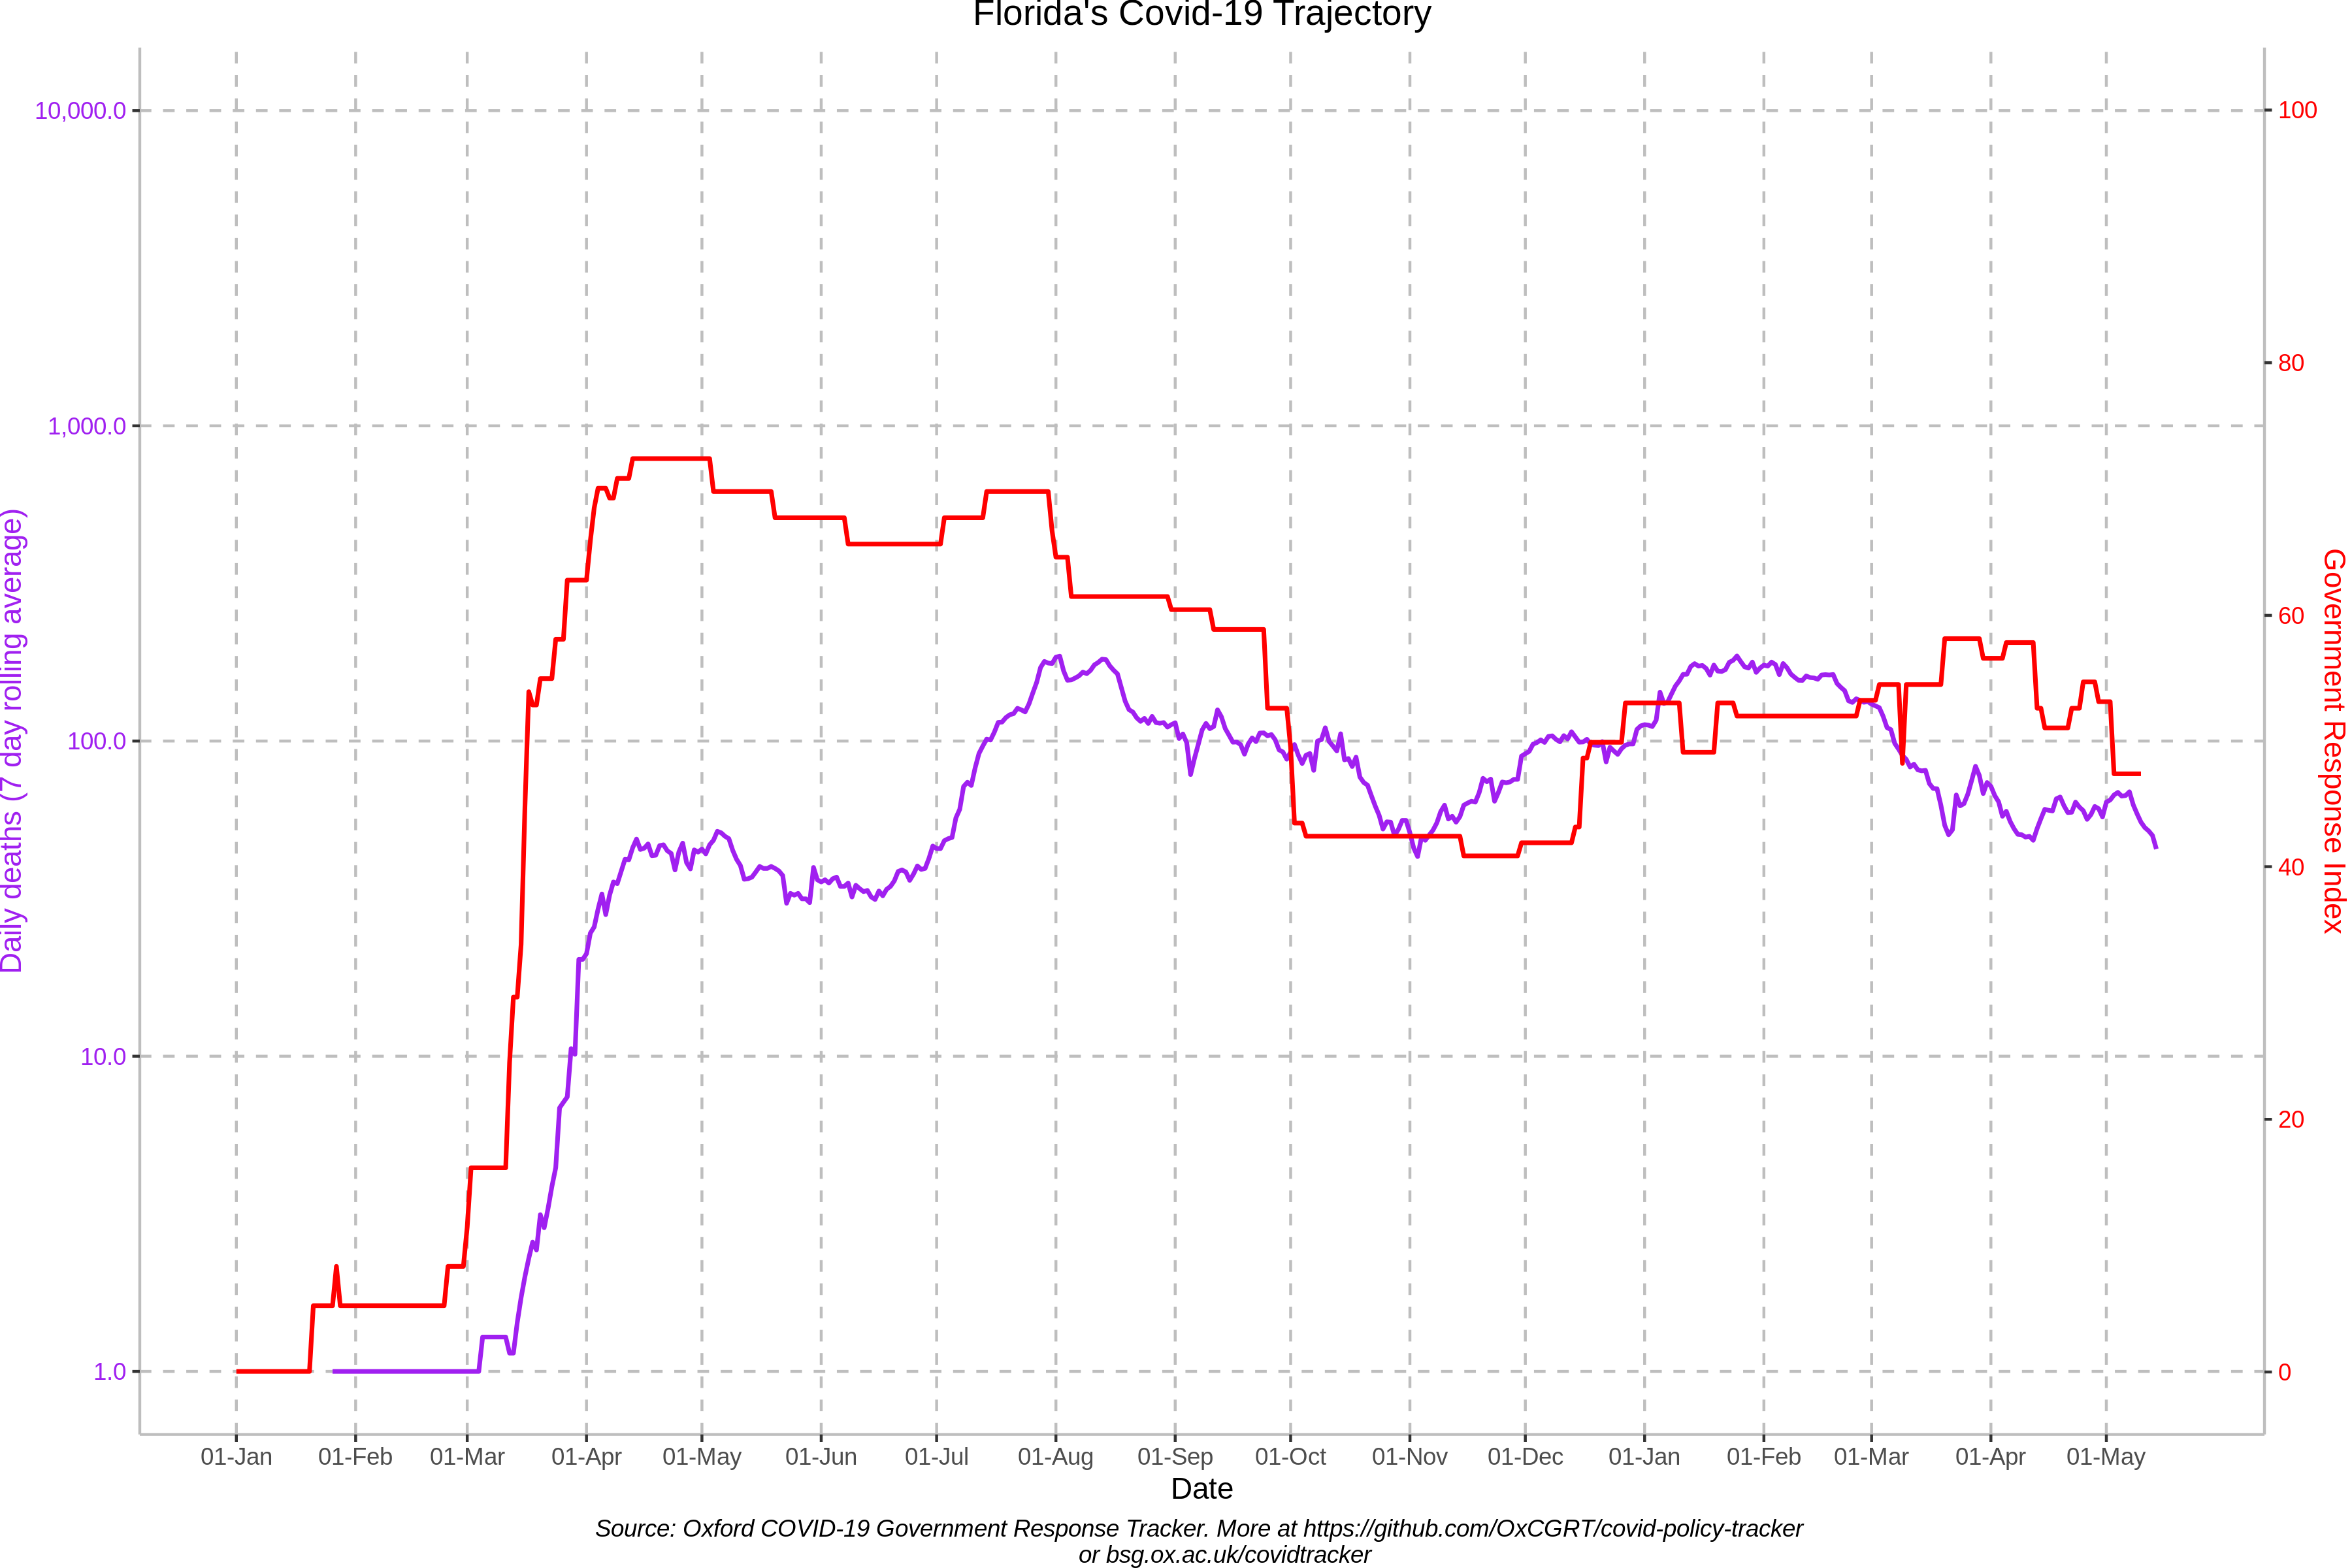 Florida's Covid-19 Trajectory
10,000.0
1,000.0
100.0
10.0
1.0
Daily deaths (7 day rolling average)
100
80
60
40
20
0
Government Response Index
01-Jan 01-Feb 01-Mar 01-Apr 01-May 01-Jun 01-Jul 01-Aug 01-Sep 01-Oct 01-Nov 01-Dec 01-Jan 01-Feb 01-Mar 01-Apr 01-May
Date
Source: Oxford COVID-19 Government Response Tracker. More at https://github.com/OxCGRT/covid-policy-tracker
or bsg.ox.ac.uk/covidtracker